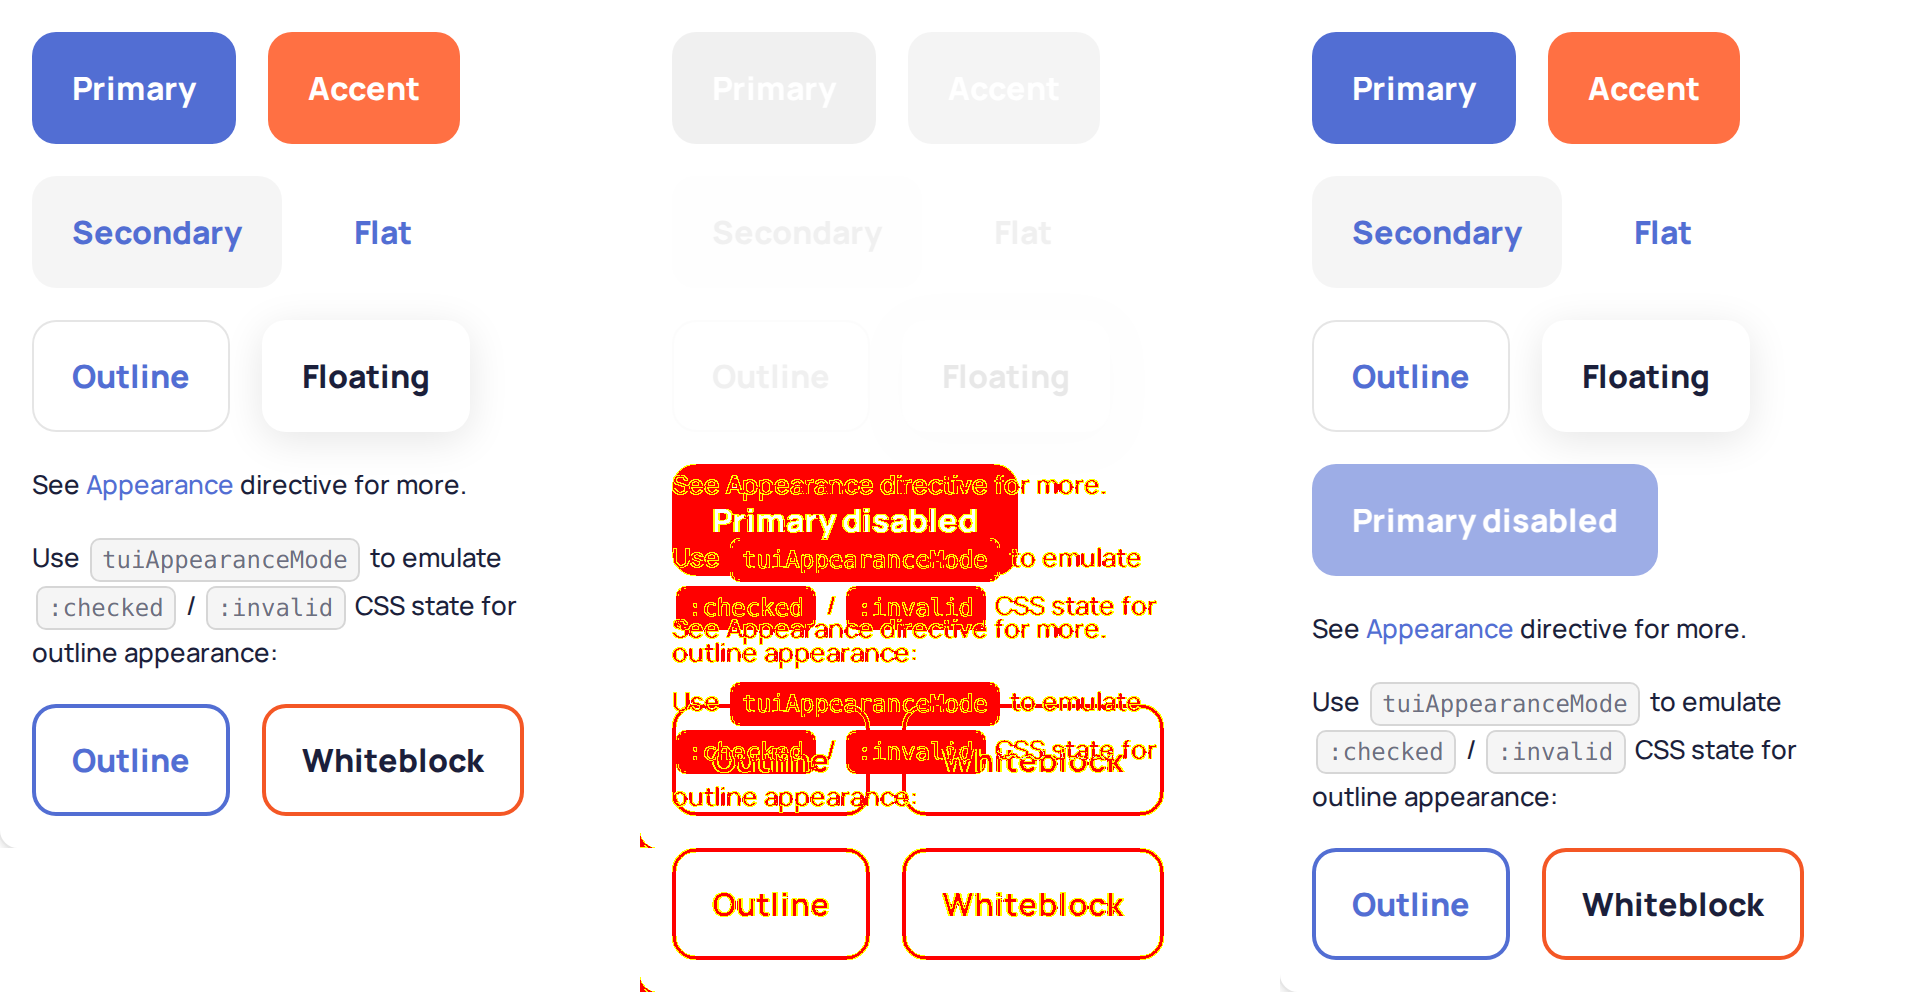 Primary Accent
Secondary Flat
Outline Floating
See Appearance directive for more.
Use tuiAppearanceMode to emulate
:checked / :invalid CSS state for
outline appearance:
Outline Whiteblock
Primary Accent
Secondary Flat
Outline Floating
See Appearance directive for more.
Primary disabled
Use tuiAppearanceMode to emulate
:checked / :invalid CSS state for
See Appearance directive for more.
outline appearance:
Use tuiAppearanceMode to emulate
:checked / :invalid CSS state for
Outline Whiteblock
outline appearance:
Outline Whiteblock
Primary Accent
Secondary Flat
Outline Floating
Primary disabled
See Appearance directive for more.
Use tuiAppearanceMode to emulate
:checked / :invalid CSS state for
outline appearance:
Outline Whiteblock